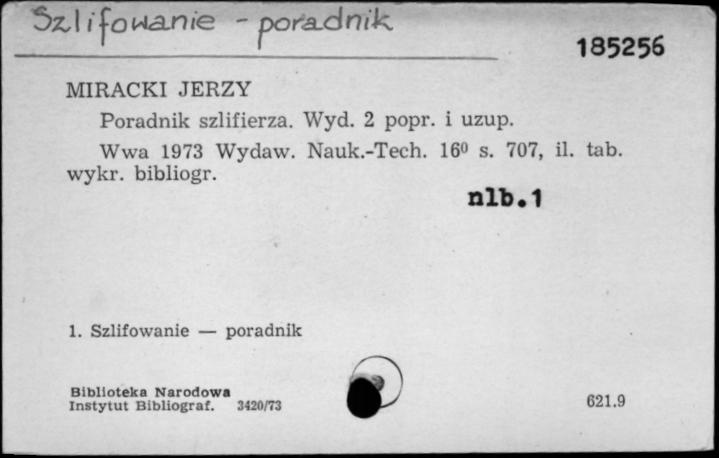 Szlifowanie - poradnik
185256
MIRACKI JERZY
Poradnik szlifierza. Wyd. 2 popr. i uzup.
Wwa 1973 Wydaw. Nauk.-Tech. 16⁰ s. 707, il. tab.
wykr. bibliogr.
nlb.1
1. Szlifowanie — poradnik
Biblioteka Narodowa
Instytut Bibliograf. 3420/73
621.9